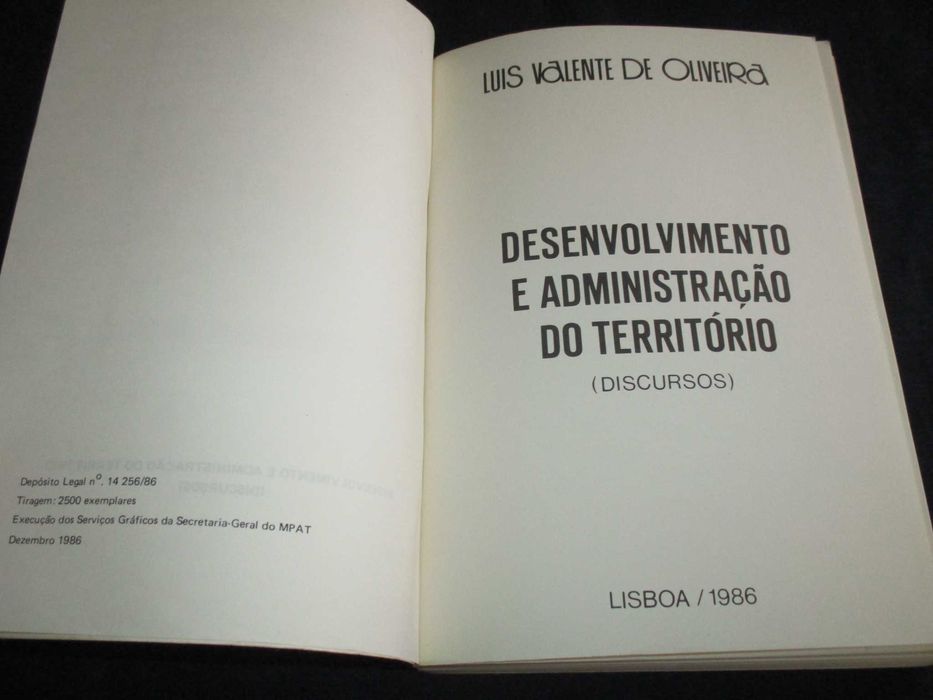 Depósito Legal nº. 14 256/86
Tiragem: 2500 exemplares
Execução dos Serviços Gráficos da Secretaria-Geral do MPAT
Dezembro 1986
LUIS VALENTE DE OLIVEIRA
DESENVOLVIMENTO
E ADMINISTRAÇÃO
DO TERRITÓRIO
(DISCURSOS)
LISBOA / 1986